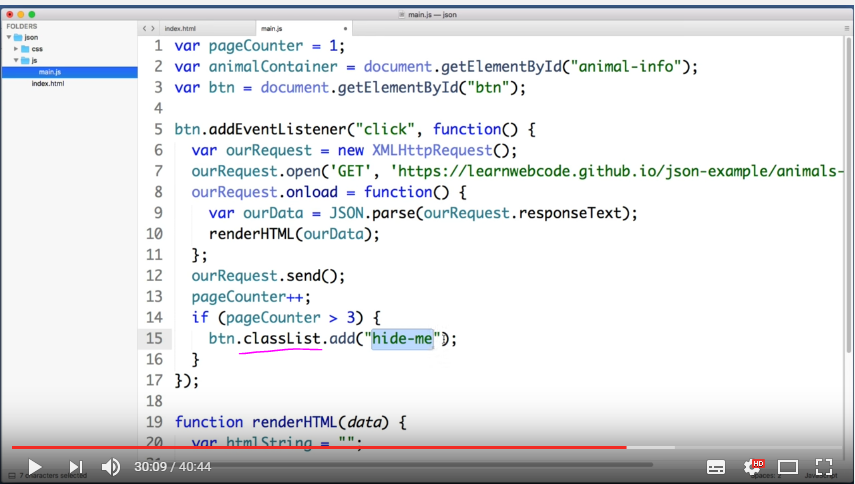 main.js — json
FOLDERS
json
css
js
main.js
index.html
index.html
main.js
1 var pageCounter = 1;
2 var animalContainer = document.getElementById("animal-info");
3 var btn = document.getElementById("btn");
4
5 btn.addEventListener("click", function() {
6 var ourRequest = new XMLHttpRequest();
7 ourRequest.open('GET', 'https://learnwebcode.github.io/json-example/animals-
8 ourRequest.onload = function() {
9 var ourData = JSON.parse(ourRequest.responseText);
10 renderHTML(ourData);
11 };
12 ourRequest.send();
13 pageCounter++;
14 if (pageCounter > 3) {
15 btn.classList.add("hide-me");
16 }
17 });
18
19 function renderHTML(data) {
20 var htmlString = "";
30:09 / 40:44
HD
7 characters selected
Spaces: 2
JavaScript